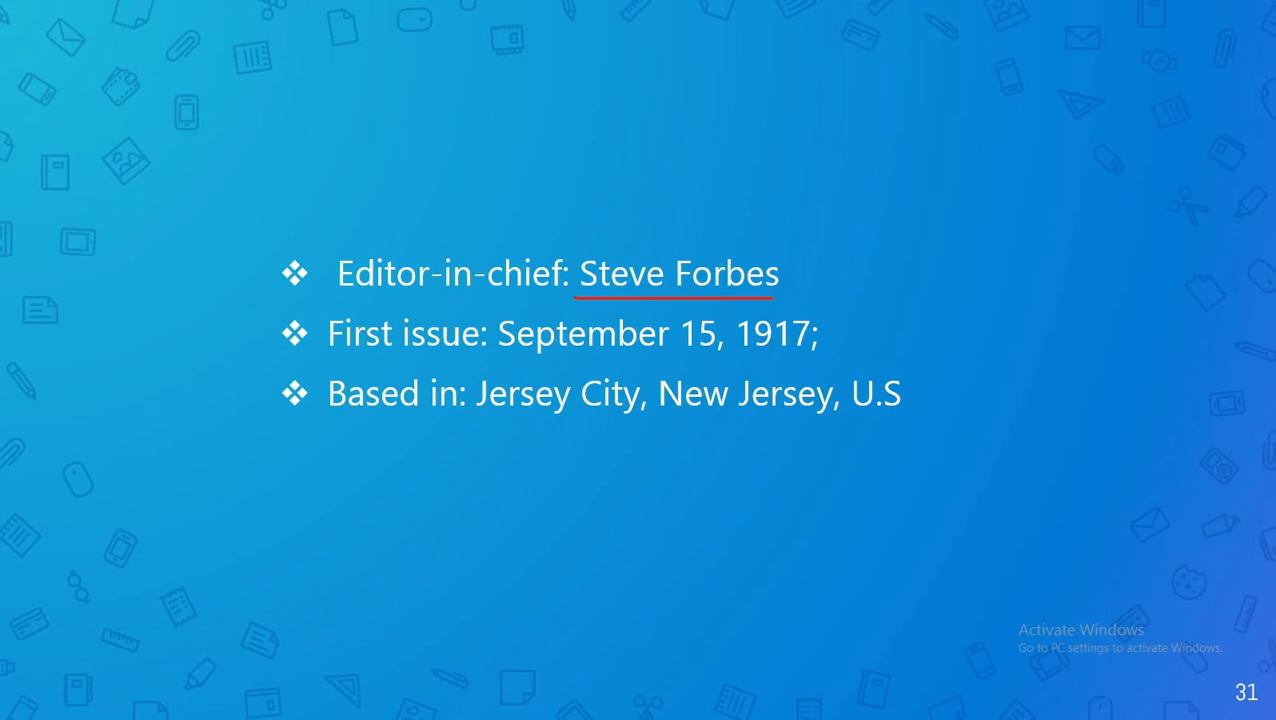 ❖ Editor-in-chief: Steve Forbes
❖ First issue: September 15, 1917;
❖ Based in: Jersey City, New Jersey, U.S
Activate Windows
Go to PC settings to activate Windows.
31